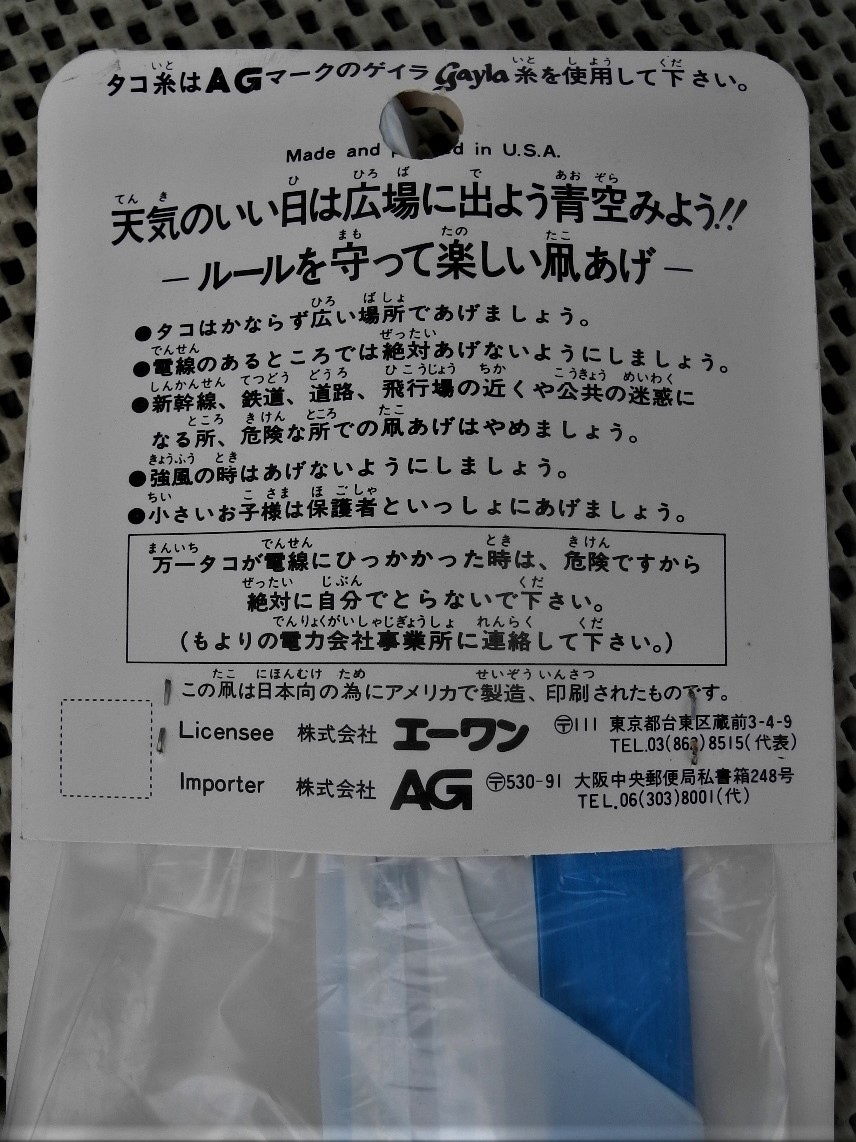 タコ糸はAGマークのゲイラGayla糸を使用して下さい。
Made and in U.S.A.
天気のいい日は広場に出よう青空みよう!!
―ルールを守って楽しい凧あげ―
●タコはかならず広い場所であげましょう。
●電線のあるところでは絶対あげないようにしましょう。
●新幹線、鉄道、道路、飛行場の近くや公共の迷惑に
なる所、危険な所での凧あげはやめましょう。
●強風の時はあげないようにしましょう。
●小さいお子様は保護者といっしょにあげましょう。
万一タコが電線にひっかかった時は、危険ですから
絶対に自分でとらないで下さい。
(もよりの電力会社事業所に連絡して下さい。)
この凧は日本向の為にアメリカで製造、印刷されたものです。
Licensee 株式会社 エーワン 〒111 東京都台東区蔵前3-4-9
TEL.03(862)8515(代表)
Importer 株式会社 AG 〒530-91 大阪中央郵便局私書箱248号
TEL.06(303)8001(代)